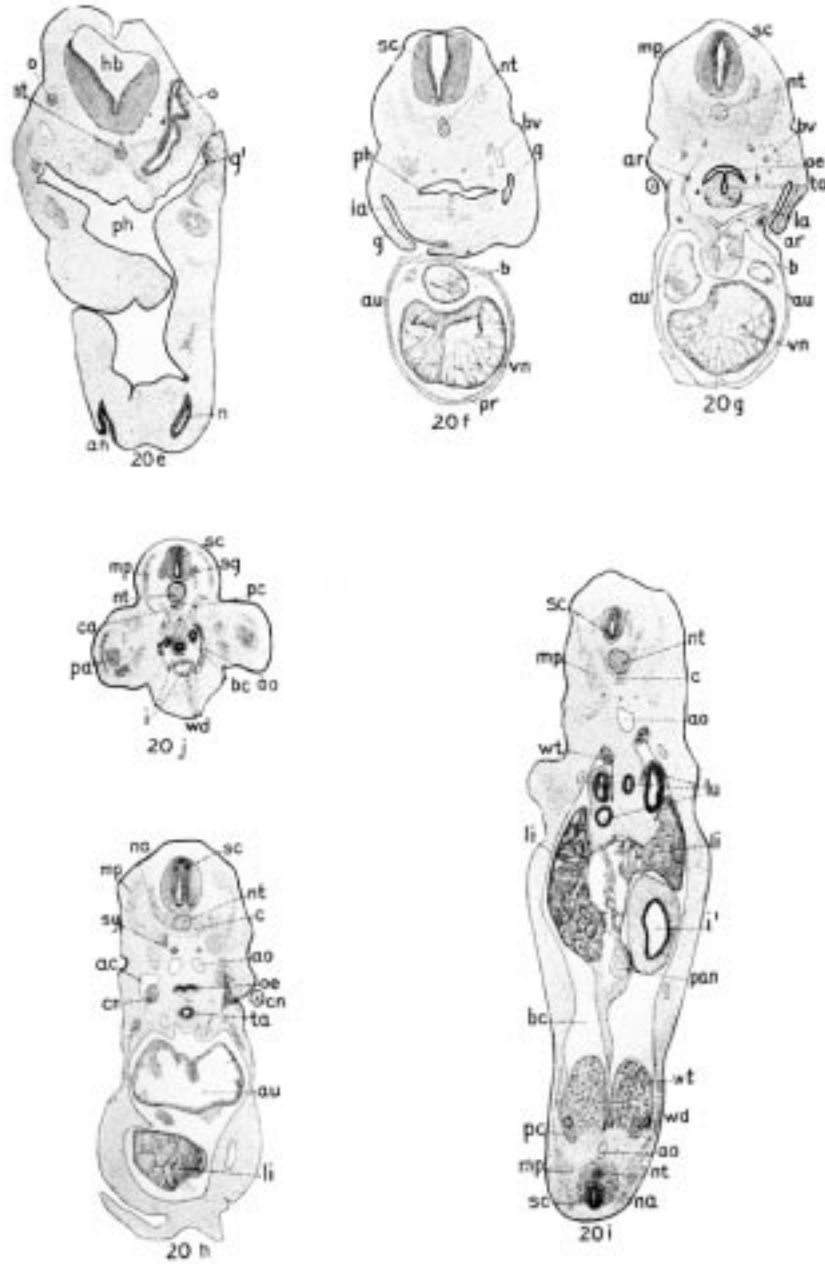 hb
o
o
st
g'
ph
an
n
20e
sc
nt
bv
ph
g
la
g
b
au
vn
pr
20f
sc
mp
nt
bv
ar
oe
ta
la
ar
b
au
au
vn
20g
sc
mp
sg
nt
pc
ca
pa
bc
ao
i
wd
20j
na
sc
mp
nt
c
sy
ao
ac
oe
cr
cn
ta
au
li
20h
sc
nt
mp
c
ao
wt
lu
li
li
i'
pan
bc
wt
wd
pc
ao
mp
nt
sc
na
20i